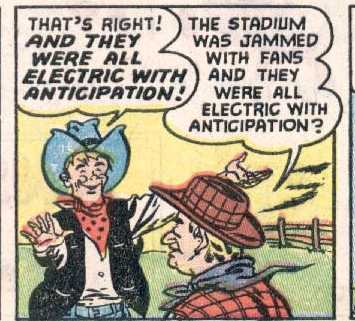 THAT'S RIGHT!
AND THEY
WERE ALL
ELECTRIC WITH
ANTICIPATION!
THE STADIUM
WAS JAMMED
WITH FANS
AND THEY
WERE ALL
ELECTRIC WITH
ANTICIPATION?